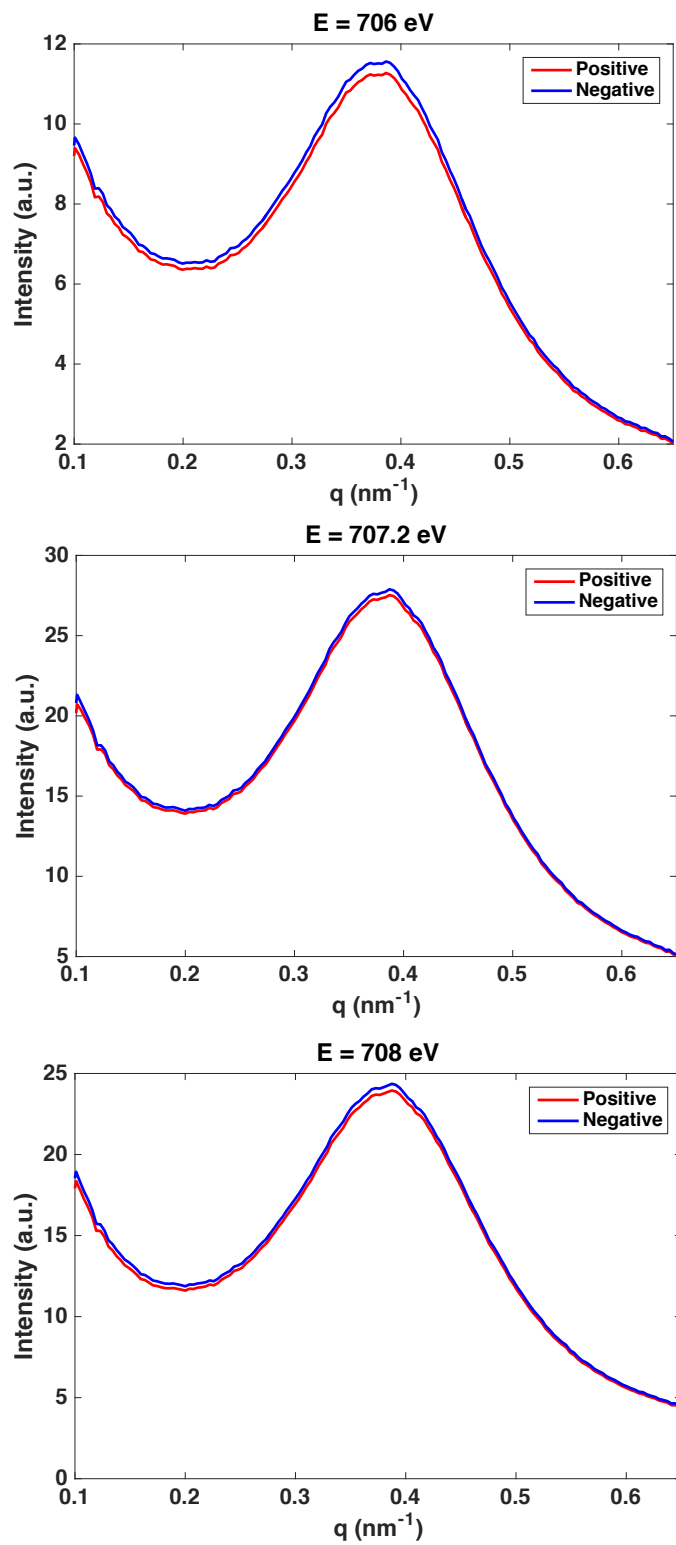 E = 706 eV
12
10
8
6
4
2
Intensity (a.u.)
Positive
Negative
0.1 0.2 0.3 0.4 0.5 0.6
q (nm⁻¹)
E = 707.2 eV
30
25
20
15
10
5
Intensity (a.u.)
Positive
Negative
0.1 0.2 0.3 0.4 0.5 0.6
q (nm⁻¹)
E = 708 eV
25
20
15
10
5
0
Intensity (a.u.)
Positive
Negative
0.1 0.2 0.3 0.4 0.5 0.6
q (nm⁻¹)